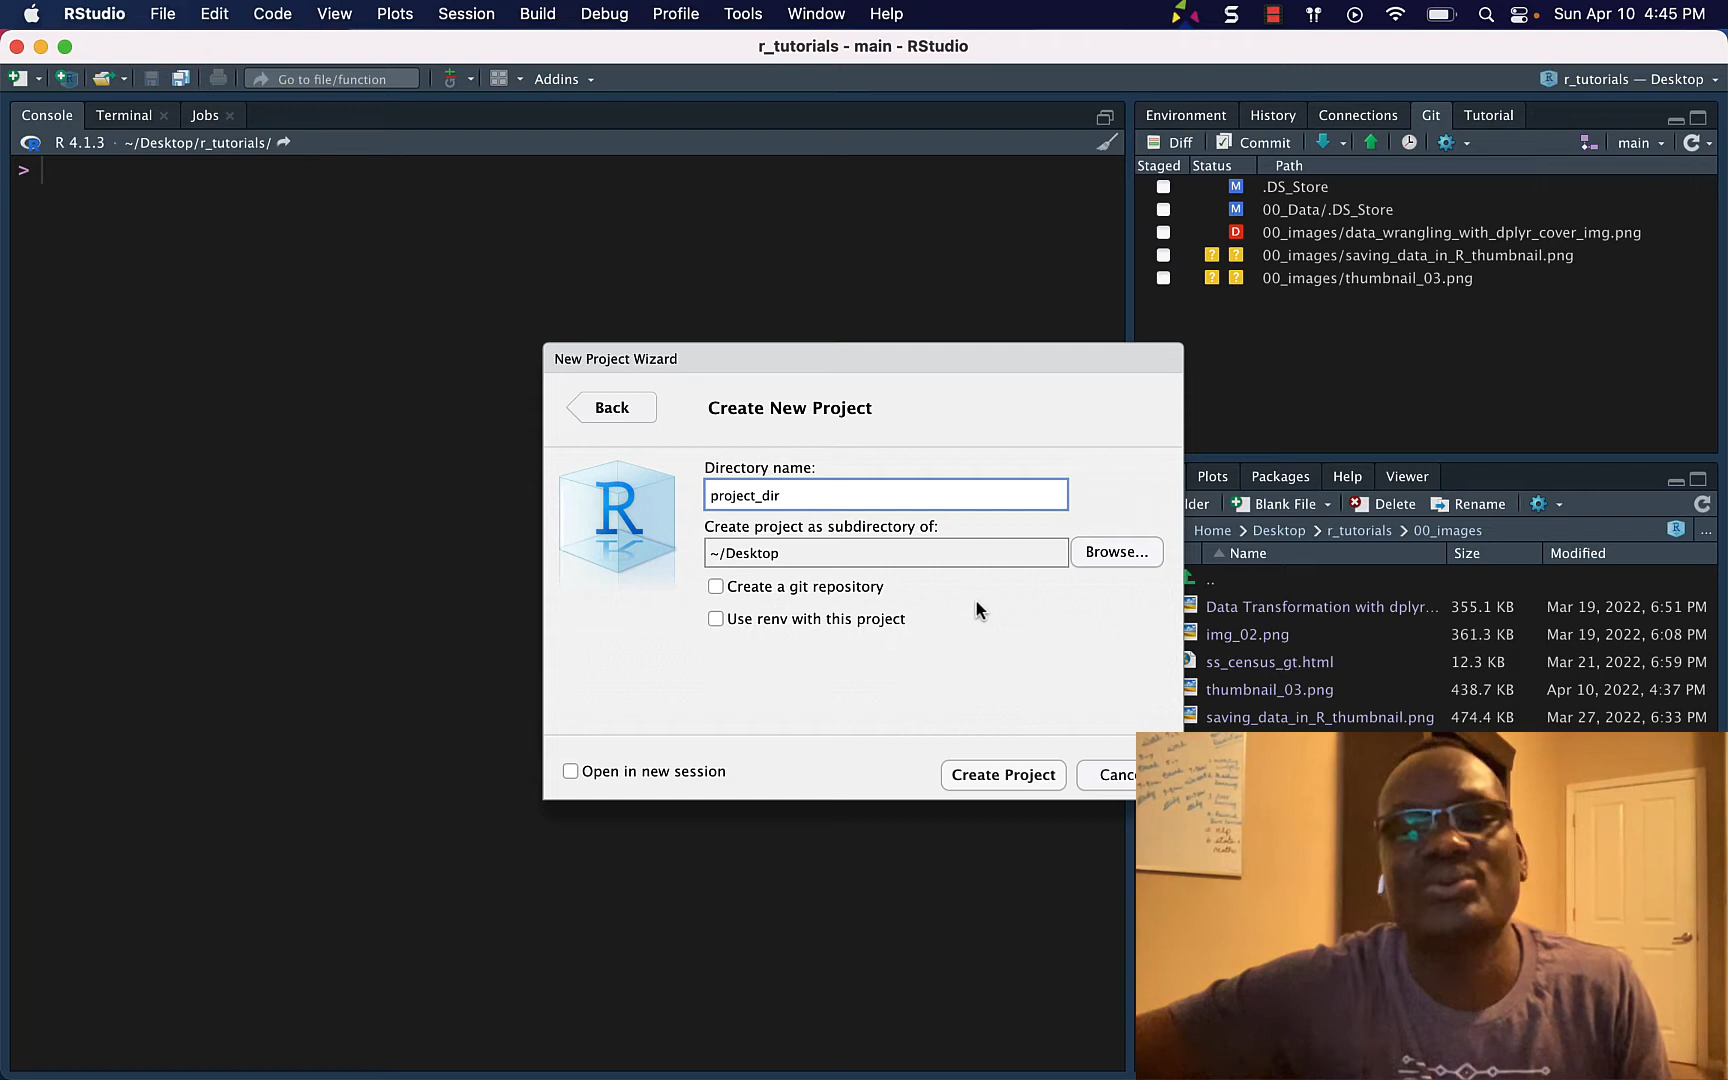 RStudio File Edit Code View Plots Session Build Debug Profile Tools Window Help Sun Apr 10 4:45 PM
r_tutorials - main - RStudio
Go to file/function Addins r_tutorials — Desktop
Console Terminal Jobs
R 4.1.3 · ~/Desktop/r_tutorials/
>
Environment History Connections Git Tutorial
Diff Commit main
Staged Status Path
M .DS_Store
M 00_Data/.DS_Store
D 00_images/data_wrangling_with_dplyr_cover_img.png
? ? 00_images/saving_data_in_R_thumbnail.png
? ? 00_images/thumbnail_03.png
New Project Wizard
Back Create New Project
Directory name:
project_dir
Create project as subdirectory of:
~/Desktop Browse...
Create a git repository
Use renv with this project
Open in new session Create Project Canc
R
Plots Packages Help Viewer
lder Blank File Delete Rename
Home Desktop r_tutorials 00_images ...
Name Size Modified
..
Data Transformation with dplyr... 355.1 KB Mar 19, 2022, 6:51 PM
img_02.png 361.3 KB Mar 19, 2022, 6:08 PM
ss_census_gt.html 12.3 KB Mar 21, 2022, 6:59 PM
thumbnail_03.png 438.7 KB Apr 10, 2022, 4:37 PM
saving_data_in_R_thumbnail.png 474.4 KB Mar 27, 2022, 6:33 PM